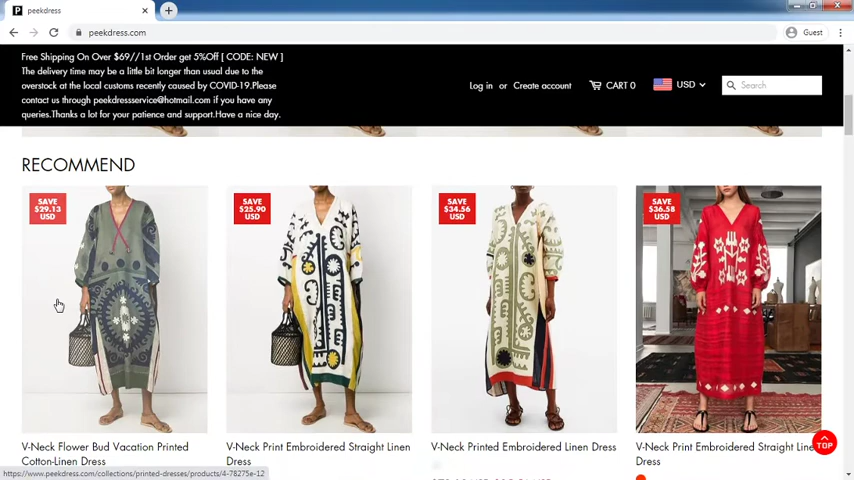 peekdress
peekdress.com
Guest
Free Shipping On Over $69//1st Order get 5%Off [ CODE: NEW ]
The delivery time may be a little bit longer than usual due to the
overstock at the local customs recently caused by COVID-19.Please
contact us through peekdressservice@hotmail.com if you have any
queries.Thanks a lot for your patience and support.Have a nice day.
Log in or Create account
CART 0
USD
Search
RECOMMEND
SAVE
$29.13
USD
SAVE
$25.90
USD
SAVE
$34.56
USD
SAVE
$36.58
USD
V-Neck Flower Bud Vacation Printed
Cotton-Linen Dress
V-Neck Print Embroidered Straight Linen
Dress
V-Neck Printed Embroidered Linen Dress
V-Neck Print Embroidered Straight Line
Dress
TOP
https://www.peekdress.com/collections/printed-dresses/products/4-78275e-12